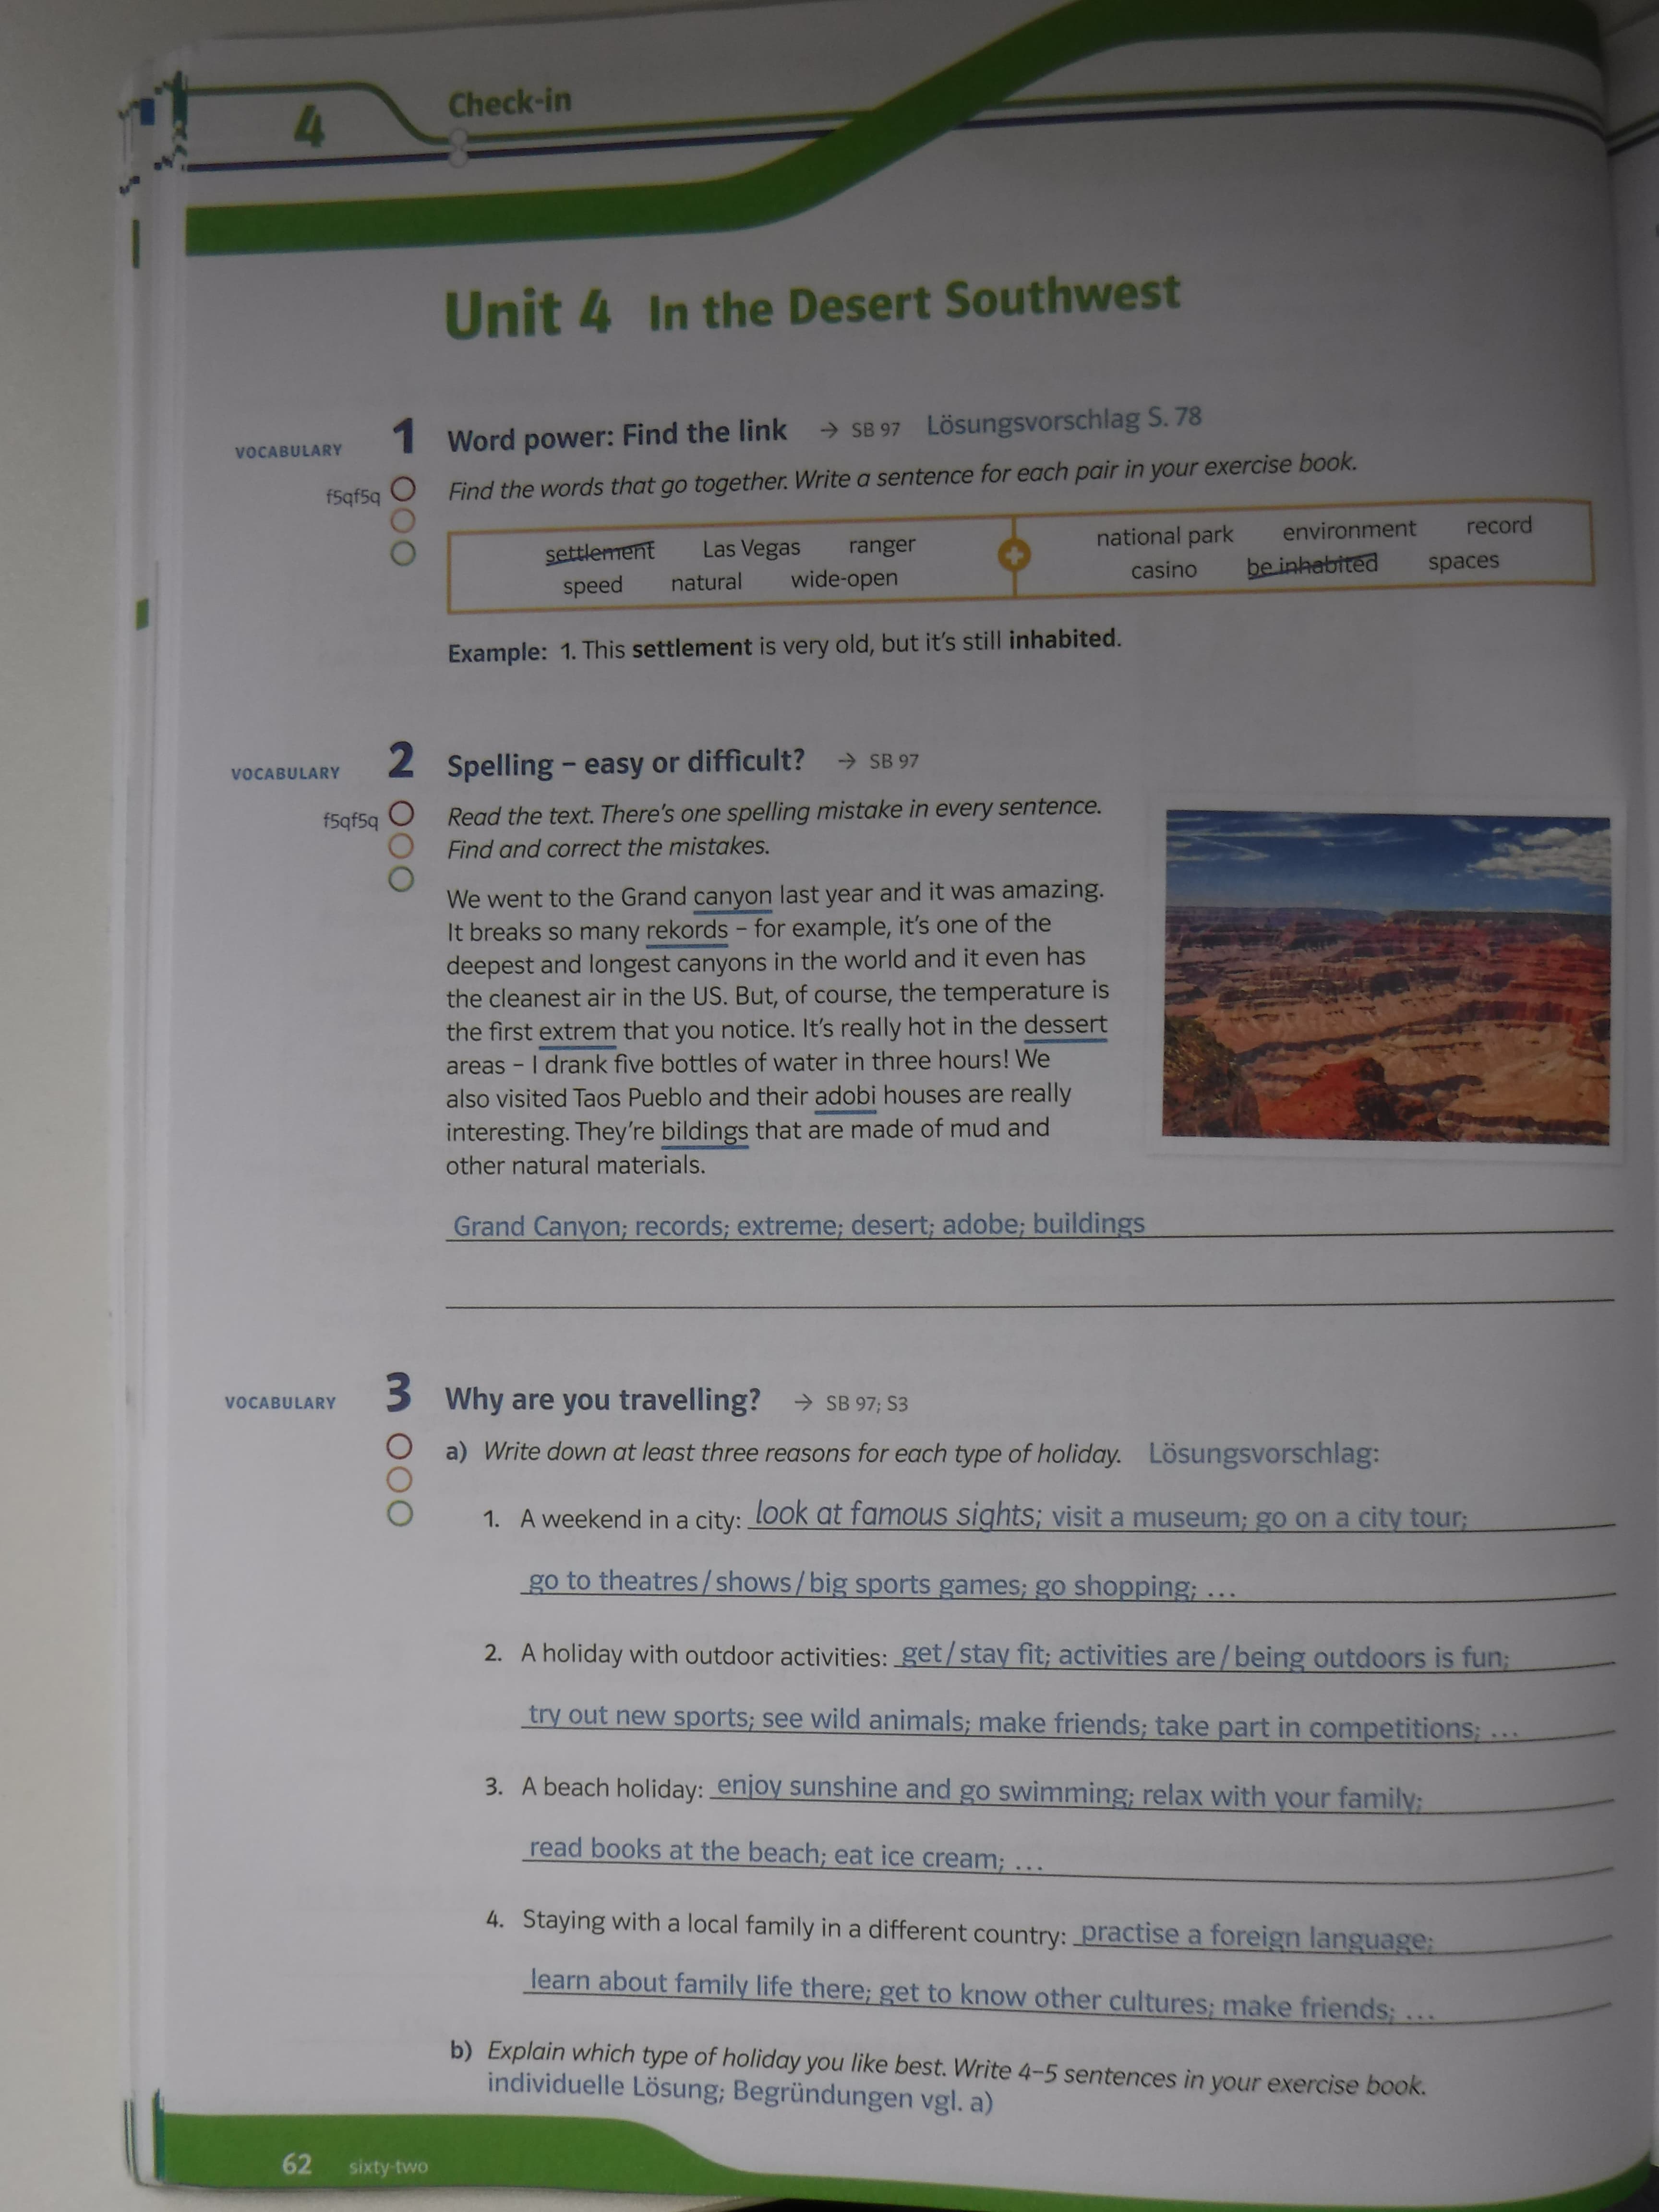 4
Check-in
Unit 4 In the Desert Southwest
VOCABULARY 1 Word power: Find the link → SB 97 Lösungsvorschlag S. 78
f5qf5q Find the words that go together. Write a sentence for each pair in your exercise book.
settlement Las Vegas ranger
speed natural wide-open
national park environment record
casino be inhabited spaces
Example: 1. This settlement is very old, but it's still inhabited.
VOCABULARY 2 Spelling – easy or difficult? → SB 97
f5qf5q Read the text. There's one spelling mistake in every sentence.
Find and correct the mistakes.
We went to the Grand canyon last year and it was amazing.
It breaks so many rekords – for example, it's one of the
deepest and longest canyons in the world and it even has
the cleanest air in the US. But, of course, the temperature is
the first extrem that you notice. It's really hot in the dessert
areas – I drank five bottles of water in three hours! We
also visited Taos Pueblo and their adobi houses are really
interesting. They're bildings that are made of mud and
other natural materials.
Grand Canyon; records; extreme; desert; adobe; buildings
VOCABULARY 3 Why are you travelling? → SB 97; S3
a) Write down at least three reasons for each type of holiday. Lösungsvorschlag:
1. A weekend in a city: look at famous sights; visit a museum; go on a city tour;
go to theatres / shows / big sports games; go shopping; ...
2. A holiday with outdoor activities: get / stay fit; activities are / being outdoors is fun;
try out new sports; see wild animals; make friends; take part in competitions; ...
3. A beach holiday: enjoy sunshine and go swimming; relax with your family;
read books at the beach; eat ice cream; ...
4. Staying with a local family in a different country: practise a foreign language;
learn about family life there; get to know other cultures; make friends; ...
b) Explain which type of holiday you like best. Write 4–5 sentences in your exercise book.
individuelle Lösung; Begründungen vgl. a)
62 sixty-two